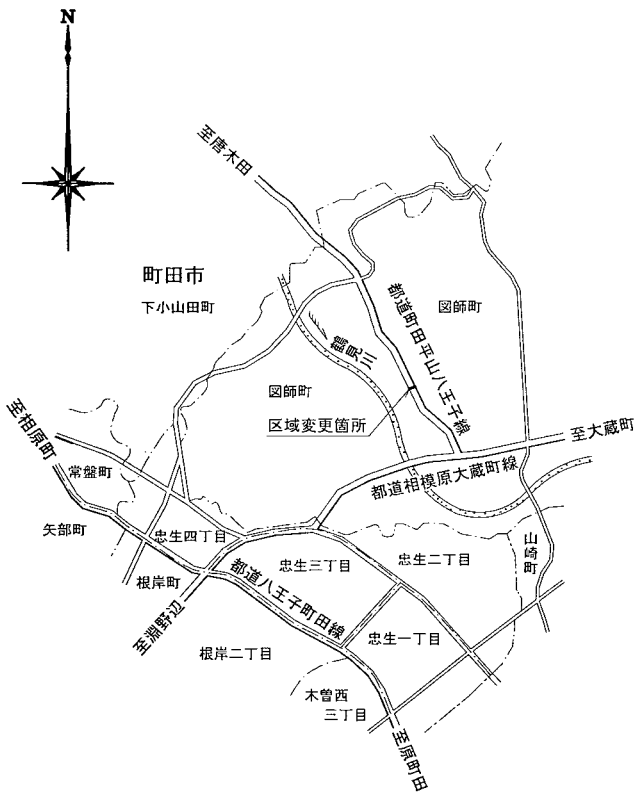 N
至唐木田
町田市
下小山田町
都道町田平山八王子線
図師町
鶴見川
図師町
区域変更箇所
至大蔵町
至相原町
常盤町
都道相模原大蔵町線
矢部町
忠生四丁目
忠生三丁目
忠生二丁目
山崎町
根岸町
都道八王子町田線
至淵野辺
忠生一丁目
根岸二丁目
木曽西
三丁目
至原町田